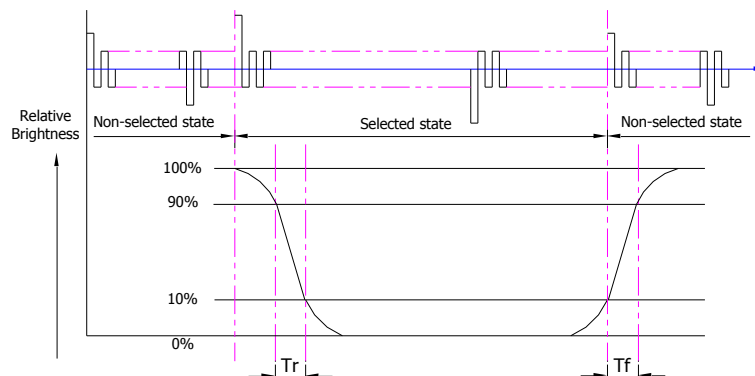 Relative
Brightness
Non-selected state
Selected state
Non-selected state
100%
90%
10%
0%
Tr
Tf